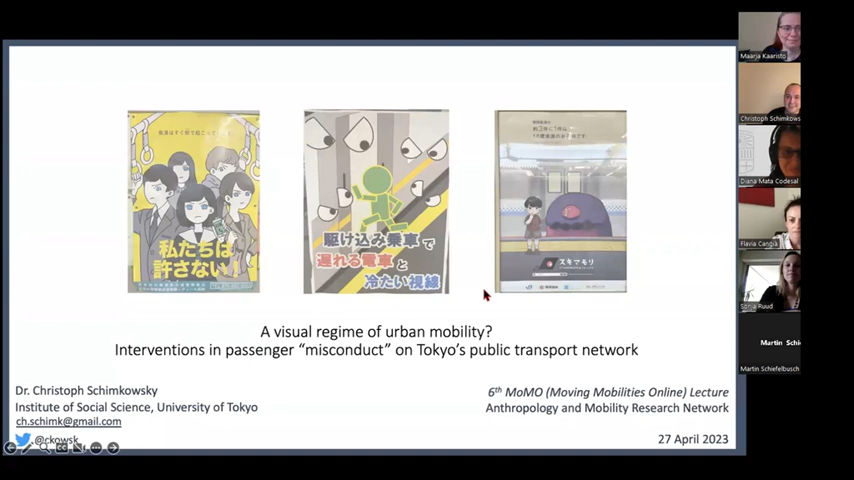 私たちは
許さない!
駆け込み乗車で
遅れる電車と
冷たい視線
スキマモリ
A visual regime of urban mobility?
Interventions in passenger “misconduct” on Tokyo’s public transport network
Dr. Christoph Schimkowsky
Institute of Social Science, University of Tokyo
ch.schimk@gmail.com
@ckowsk
6th MoMO (Moving Mobilities Online) Lecture
Anthropology and Mobility Research Network
27 April 2023
Maarja Kaaristo
Christoph Schimkows
Diana Mata Codesal
Flavia Cangia
Sanja Ruud
Martin Schi
Martin Schiefelbusch